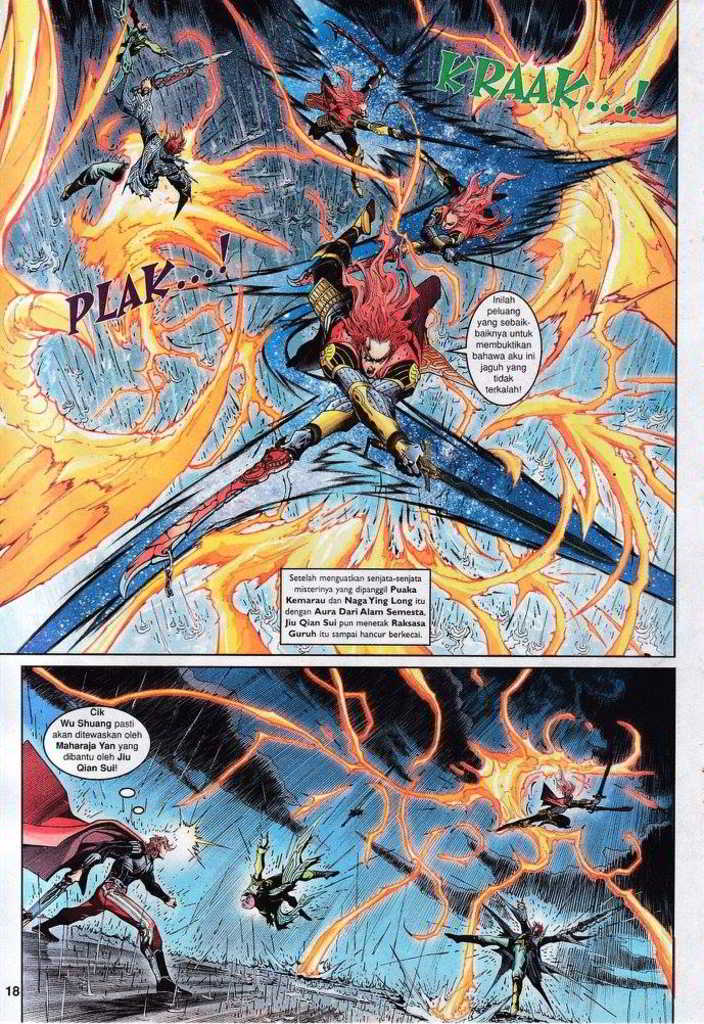 KRAAK....!
PLAK....!
Inilah
peluang
yang sebaik-
baiknya untuk
membuktikan
bahawa aku ini
jaguh yang
tidak
terkalah!
Setelah menguatkan senjata-senjata
misterinya yang dipanggil Puaka
Kemarau dan Naga Ying Long itu
dengan Aura Dari Alam Semesta,
Jiu Qian Sui pun menetak Raksasa
Guruh itu sampai hancur berkecai.
Cik
Wu Shuang pasti
akan ditewaskan oleh
Maharaja Yan yang
dibantu oleh Jiu
Qian Sui!
18